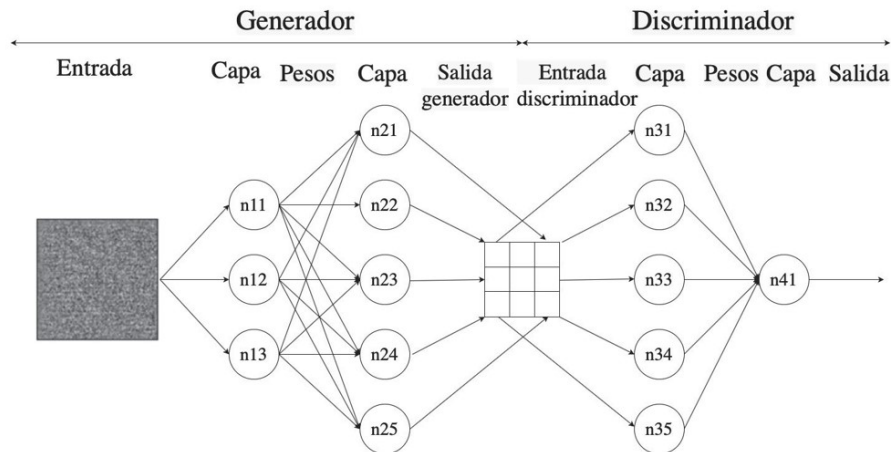 Generador Discriminador
Entrada Capa Pesos Capa Salida generador Entrada discriminador Capa Pesos Capa Salida
n21 n31
n11 n22 n32
n12 n23 n33 n41
n13 n24 n34
n25 n35